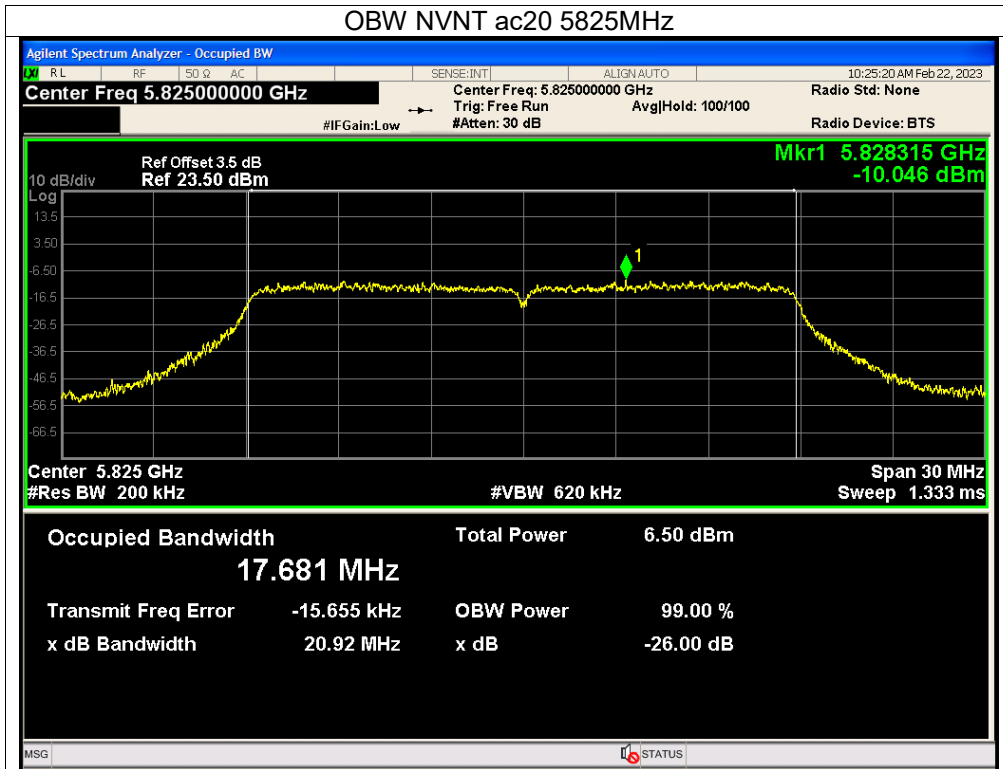 OBW NVNT ac20 5825MHz
Agilent Spectrum Analyzer - Occupied BW
LXI RL RF 50 Ω AC SENSE:INT ALIGN AUTO 10:25:20 AM Feb 22, 2023
Center Freq 5.825000000 GHz Center Freq: 5.825000000 GHz Radio Std: None
Trig: Free Run Avg|Hold: 100/100
#IFGain:Low #Atten: 30 dB Radio Device: BTS
Mkr1 5.828315 GHz
-10.046 dBm
Ref Offset 3.5 dB
10 dB/div Ref 23.50 dBm
Log
13.5
3.50
1
-6.50
-16.5
-26.5
-36.5
-46.5
-56.5
-66.5
Center 5.825 GHz Span 30 MHz
#Res BW 200 kHz #VBW 620 kHz Sweep 1.333 ms
Occupied Bandwidth Total Power 6.50 dBm
17.681 MHz
Transmit Freq Error -15.655 kHz OBW Power 99.00 %
x dB Bandwidth 20.92 MHz x dB -26.00 dB
MSG STATUS